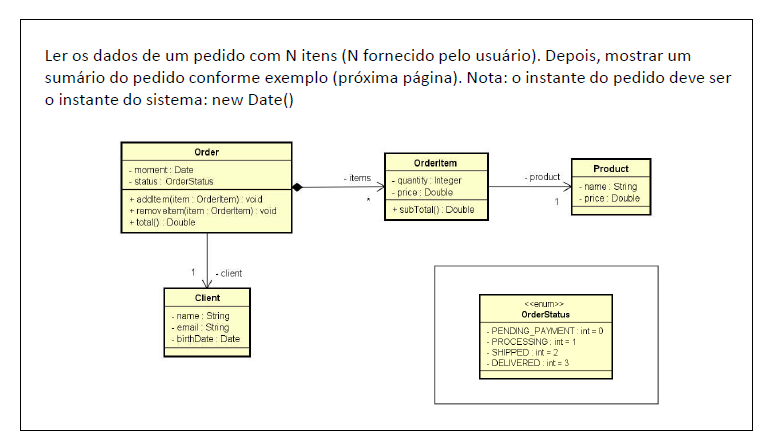 Ler os dados de um pedido com N itens (N fornecido pelo usuário). Depois, mostrar um
sumário do pedido conforme exemplo (próxima página). Nota: o instante do pedido deve ser
o instante do sistema: new Date()
Order
- moment : Date
- status : OrderStatus
+ addItem(item : OrderItem) : void
+ removeItem(item : OrderItem) : void
+ total() : Double
- items
*
OrderItem
- quantity : Integer
- price : Double
+ subTotal() : Double
- product
1
Product
- name : String
- price : Double
1
- client
Client
- name : String
- email : String
- birthDate : Date
<<enum>>
OrderStatus
- PENDING_PAYMENT : int = 0
- PROCESSING : int = 1
- SHIPPED : int = 2
- DELIVERED : int = 3